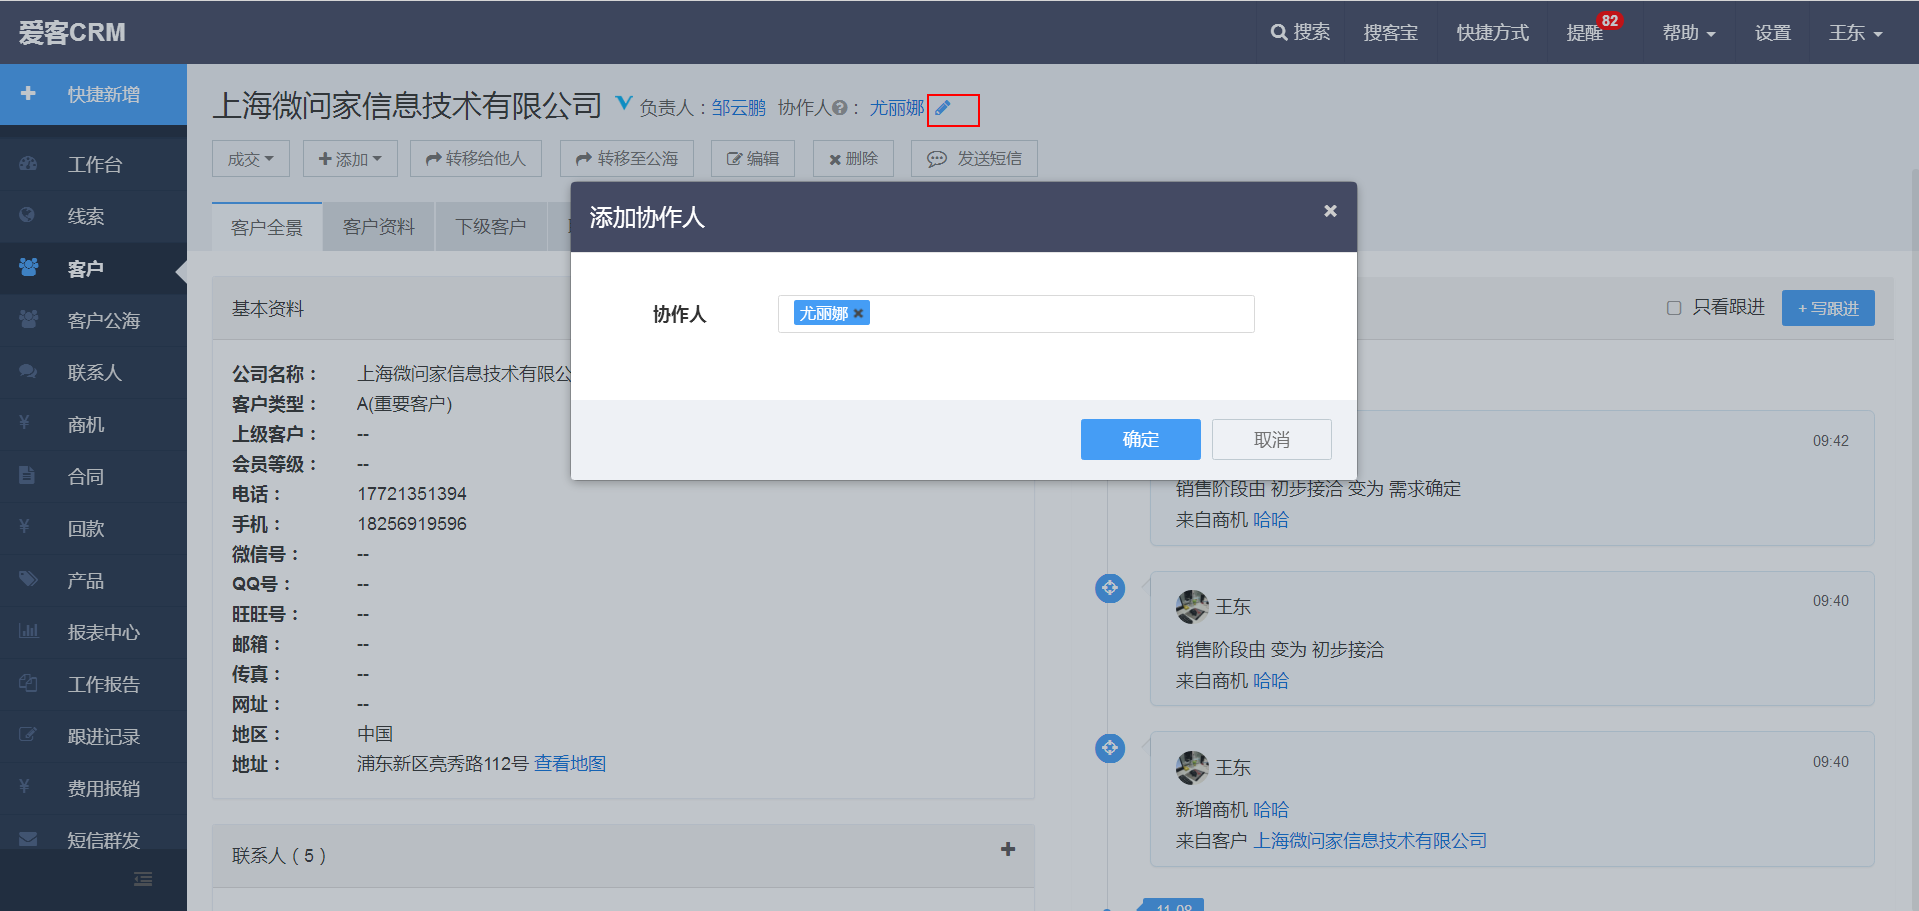 爱客CRM
搜索
搜客宝
快捷方式
提醒
82
帮助
设置
王东
快捷新增
工作台
线索
客户
客户公海
联系人
商机
合同
回款
产品
报表中心
工作报告
跟进记录
费用报销
短信群发
上海微问家信息技术有限公司 负责人：邹云鹏 协作人： 尤丽娜
成交
添加
转移给他人
转移至公海
编辑
删除
发送短信
客户全景
客户资料
下级客户
添加协作人
协作人
尤丽娜
确定
取消
基本资料
公司名称： 上海微问家信息技术有限公
客户类型： A(重要客户)
上级客户： --
会员等级： --
电话： 17721351394
手机： 18256919596
微信号： --
QQ号： --
旺旺号： --
邮箱： --
传真： --
网址： --
地区： 中国
地址： 浦东新区亮秀路112号 查看地图
联系人 ( 5 )
只看跟进
+ 写跟进
09:42
销售阶段由 初步接洽 变为 需求确定
来自商机 哈哈
王东
09:40
销售阶段由 变为 初步接洽
来自商机 哈哈
王东
09:40
新增商机 哈哈
来自客户 上海微问家信息技术有限公司
11-08